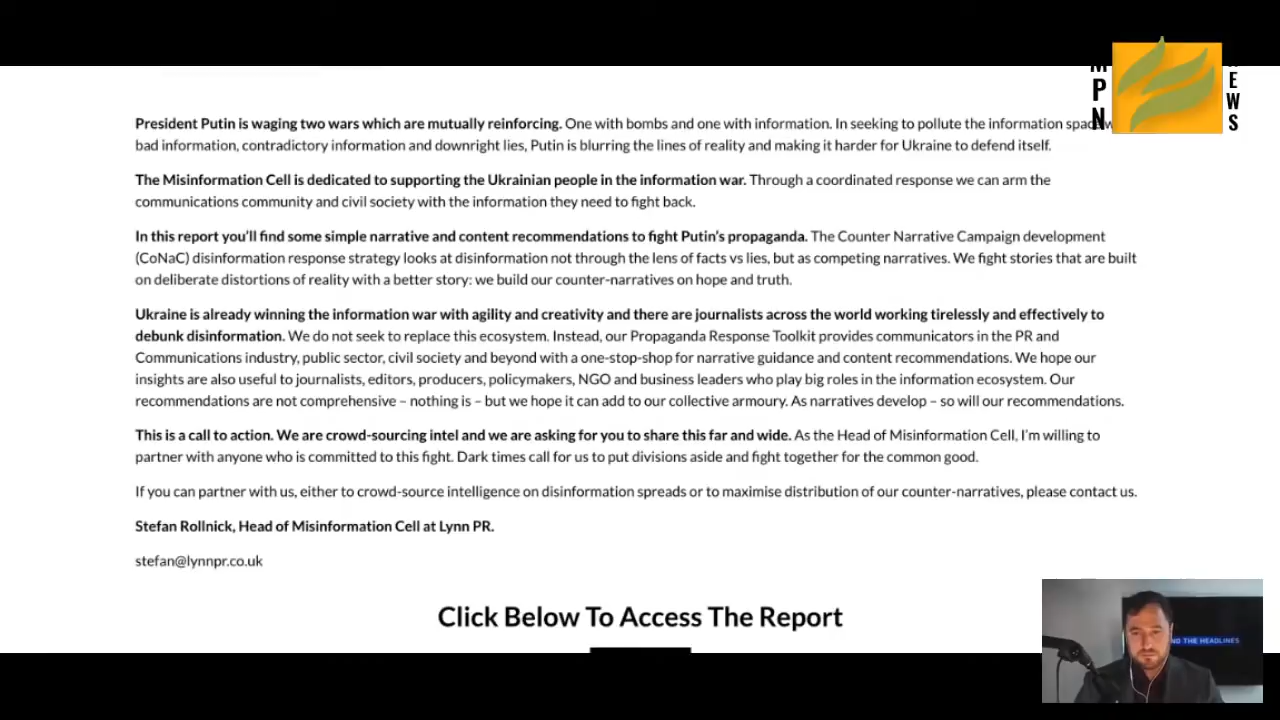 President Putin is waging two wars which are mutually reinforcing. One with bombs and one with information. In seeking to pollute the information space
bad information, contradictory information and downright lies, Putin is blurring the lines of reality and making it harder for Ukraine to defend itself.
The Misinformation Cell is dedicated to supporting the Ukrainian people in the information war. Through a coordinated response we can arm the
communications community and civil society with the information they need to fight back.
In this report you'll find some simple narrative and content recommendations to fight Putin's propaganda. The Counter Narrative Campaign development
(CoNaC) disinformation response strategy looks at disinformation not through the lens of facts vs lies, but as competing narratives. We fight stories that are built
on deliberate distortions of reality with a better story: we build our counter-narratives on hope and truth.
Ukraine is already winning the information war with agility and creativity and there are journalists across the world working tirelessly and effectively to
debunk disinformation. We do not seek to replace this ecosystem. Instead, our Propaganda Response Toolkit provides communicators in the PR and
Communications industry, public sector, civil society and beyond with a one-stop-shop for narrative guidance and content recommendations. We hope our
insights are also useful to journalists, editors, producers, policymakers, NGO and business leaders who play big roles in the information ecosystem. Our
recommendations are not comprehensive – nothing is – but we hope it can add to our collective armoury. As narratives develop – so will our recommendations.
This is a call to action. We are crowd-sourcing intel and we are asking for you to share this far and wide. As the Head of Misinformation Cell, I'm willing to
partner with anyone who is committed to this fight. Dark times call for us to put divisions aside and fight together for the common good.
If you can partner with us, either to crowd-source intelligence on disinformation spreads or to maximise distribution of our counter-narratives, please contact us.
Stefan Rollnick, Head of Misinformation Cell at Lynn PR.
stefan@lynnpr.co.uk
Click Below To Access The Report
MPN
NEWS
THE HEADLINES